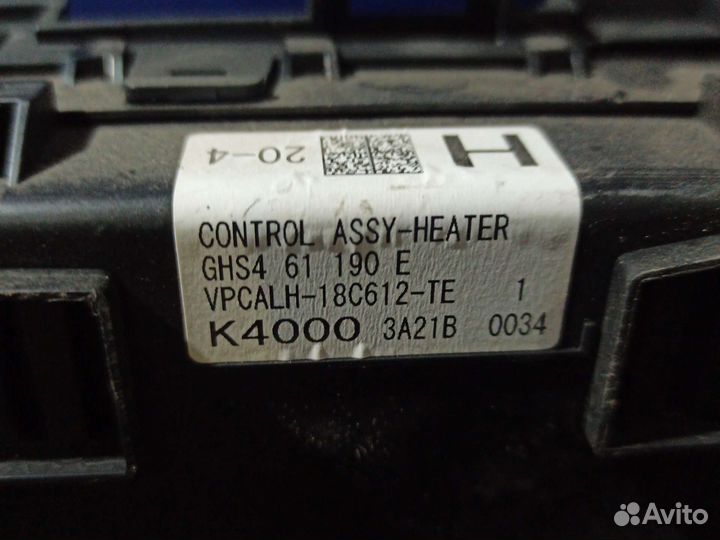 20-4 H
CONTROL ASSY-HEATER
GHS4 61 190 E
VPCALH-18C612-TE 1
K4000 3A21B 0034
Avito